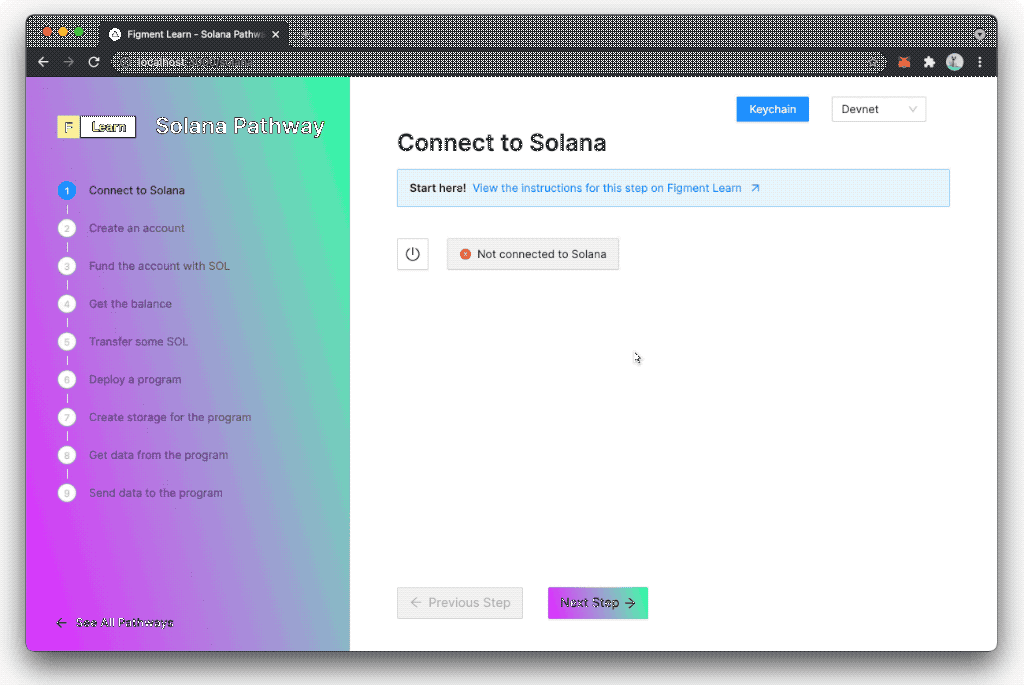 Figment Learn - Solana Pathwa
localhost
F Learn Solana Pathway
1 Connect to Solana
2 Create an account
3 Fund the account with SOL
4 Get the balance
5 Transfer some SOL
6 Deploy a program
7 Create storage for the program
8 Get data from the program
9 Send data to the program
See All Pathways
Keychain Devnet
Connect to Solana
Start here! View the instructions for this step on Figment Learn
Not connected to Solana
Previous Step Next Step